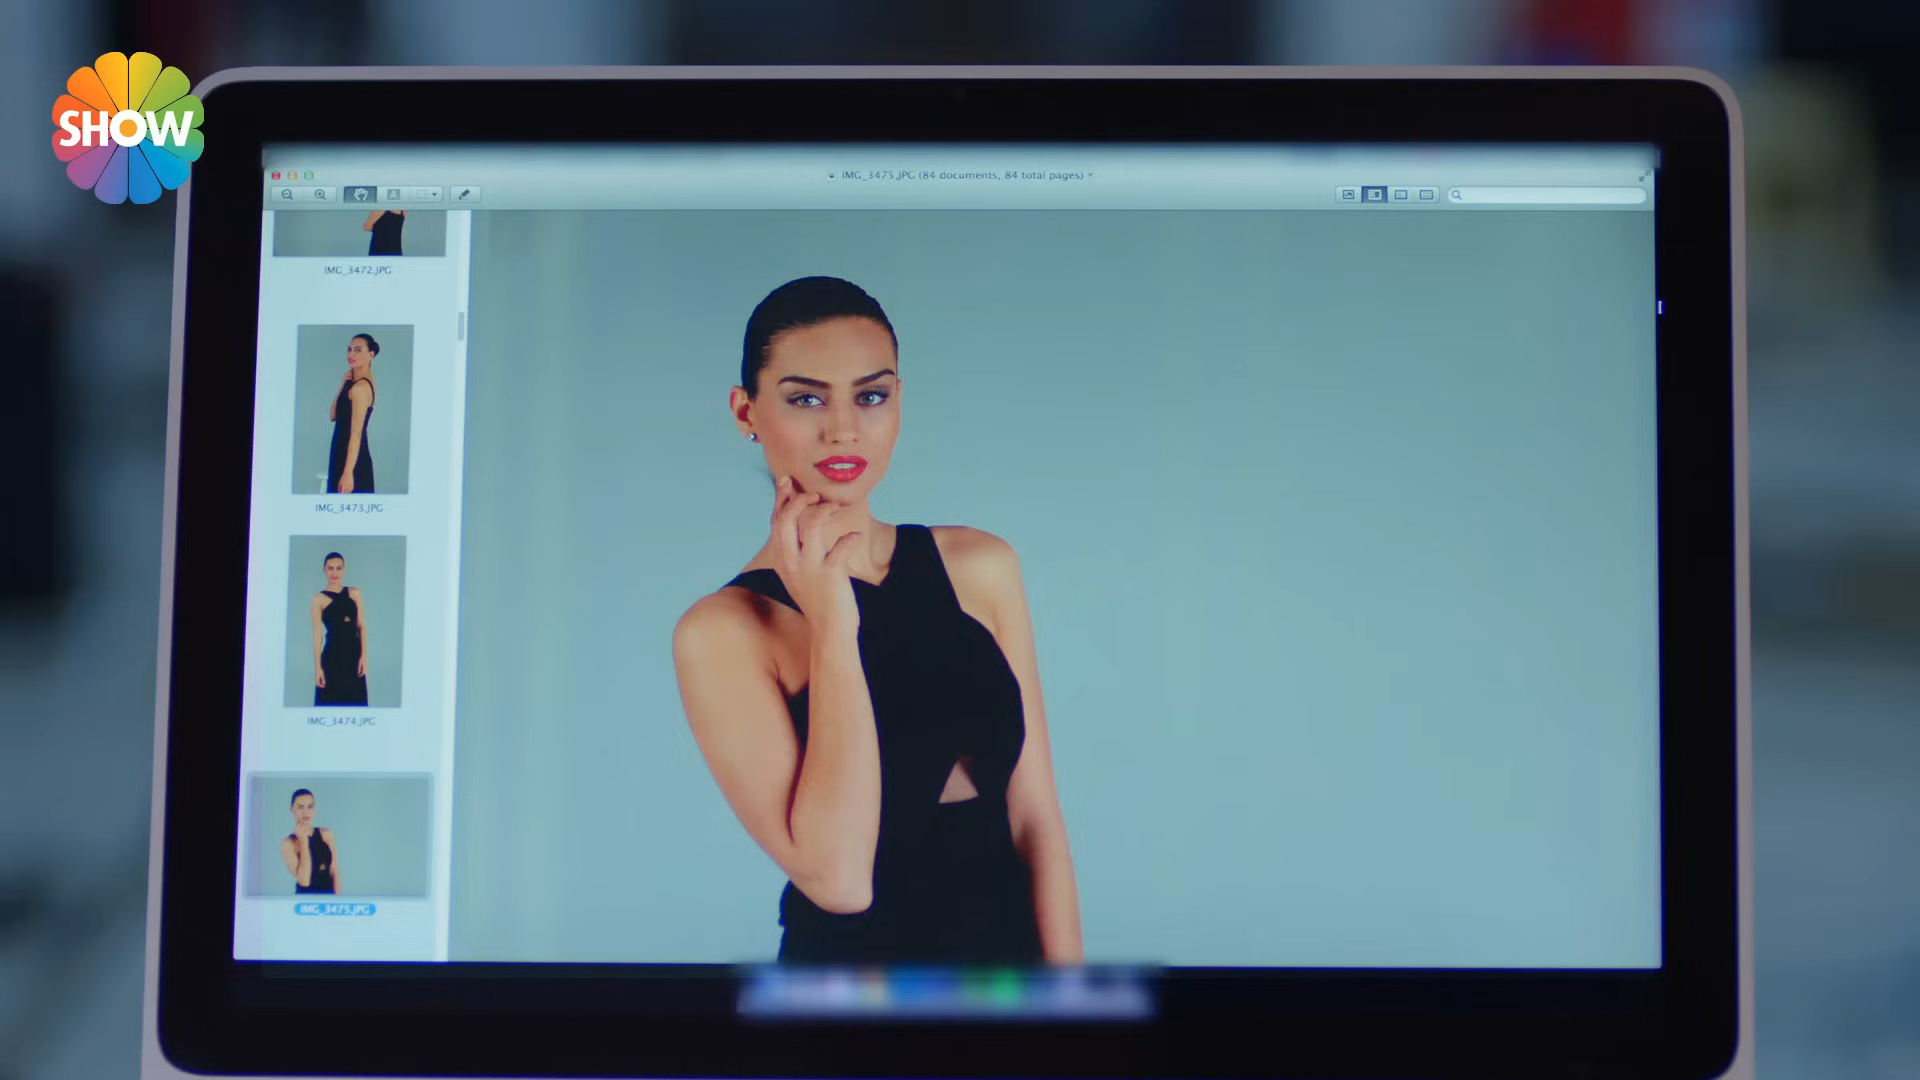 SHOW
IMG_3475.JPG (84 documents, 84 total pages)
IMG_3472.JPG
IMG_3473.JPG
IMG_3474.JPG
IMG_3475.JPG